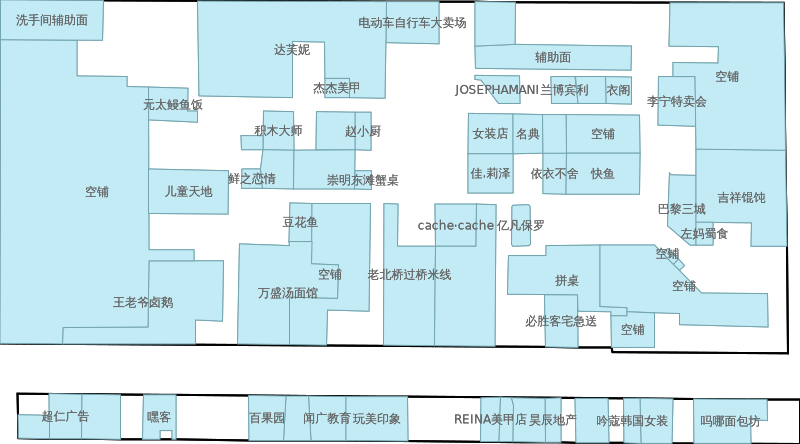 洗手间辅助面
电动车自行车大卖场
达芙妮
辅助面
空铺
杰杰美甲
JOSEPHAMANI
兰博宾利
衣阁
李宁特卖会
元太鳗鱼饭
积木大师
赵小厨
女装店
名典
空铺
鲜之恋情
崇明东滩蟹桌
佳.莉泽
依衣不舍
快鱼
空铺
儿童天地
吉祥馄饨
巴黎三城
豆花鱼
cache·cache
亿凡保罗
左妈蜀食
空铺
空铺
老北桥过桥米线
拼桌
空铺
万盛汤面馆
王老爷卤鹅
必胜客宅急送
空铺
超仁广告
嘿客
百果园
闻广教育
玩美印象
REINA美甲店
昊辰地产
吟蔻韩国女装
吗哪面包坊